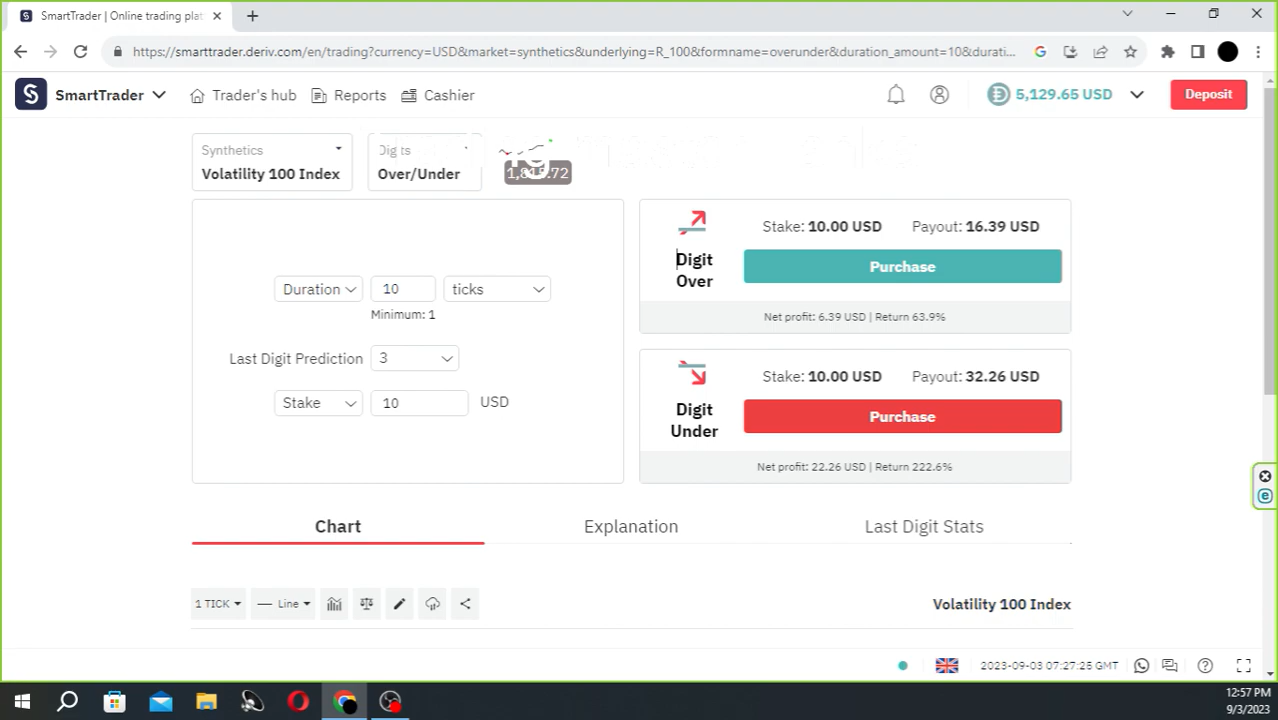 SmartTrader | Online trading plat
https://smarttrader.deriv.com/en/trading?currency=USD&market=synthetics&underlying=R_100&formname=overunder&duration_amount=10&durati...
SmartTrader
Trader's hub
Reports
Cashier
5,129.65 USD
Deposit
Synthetics
Volatility 100 Index
Digits
Over/Under
Duration
10
ticks
Minimum: 1
Last Digit Prediction
3
Stake
10
USD
Digit
Over
Stake: 10.00 USD
Payout: 16.39 USD
Purchase
Net profit: 6.39 USD | Return 63.9%
Digit
Under
Stake: 10.00 USD
Payout: 32.26 USD
Purchase
Net profit: 22.26 USD | Return 222.6%
Chart
Explanation
Last Digit Stats
1 TICK
Line
Volatility 100 Index
2023-09-03 07:27:25 GMT
12:57 PM
9/3/2023